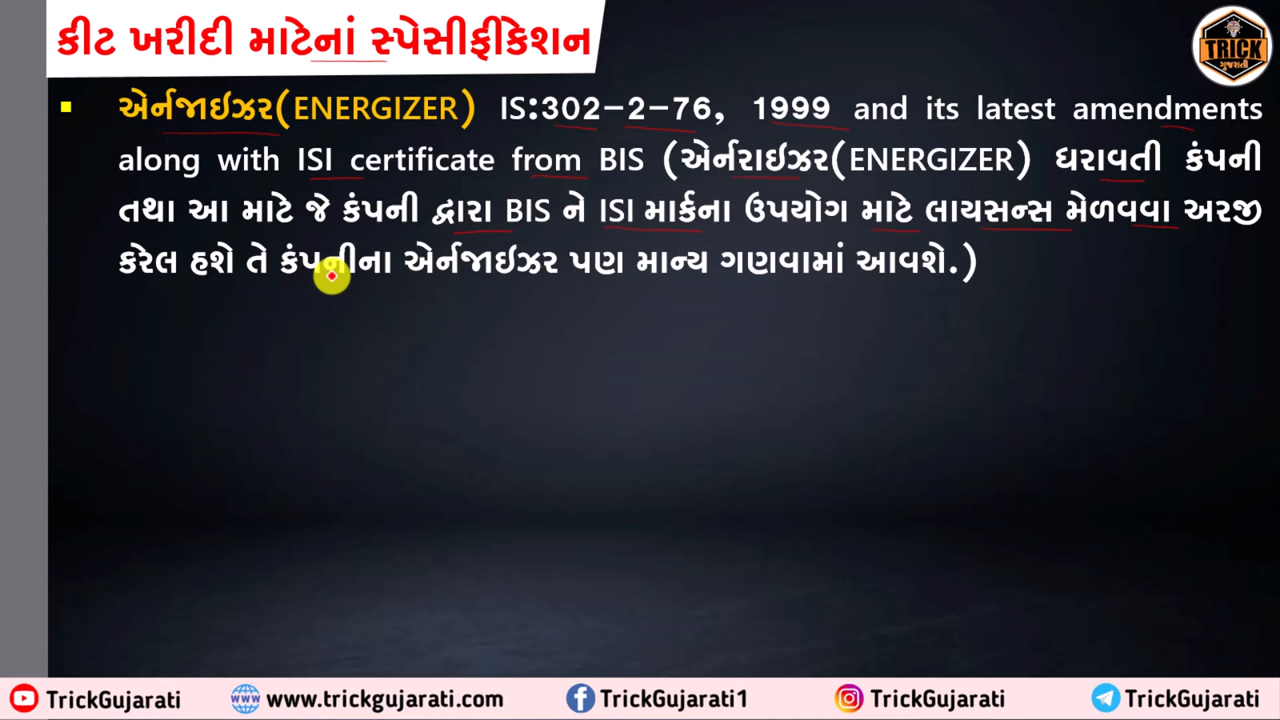 કીટ ખરીદી માટેનાં સ્પેસીફીકેશન
TRICK
ગુજરાતી
▪ એર્નજાઇઝર(ENERGIZER) IS:302-2-76, 1999 and its latest amendments
along with ISI certificate from BIS (એર્નરાઇઝર(ENERGIZER) ધરાવતી કંપની
તથા આ માટે જે કંપની દ્વારા BIS ને ISI માર્કના ઉપયોગ માટે લાયસન્સ મેળવવા અરજી
કરેલ હશે તે કંપનીના એર્નજાઇઝર પણ માન્ય ગણવામાં આવશે.)
TrickGujarati www.trickgujarati.com TrickGujarati1 TrickGujarati TrickGujarati